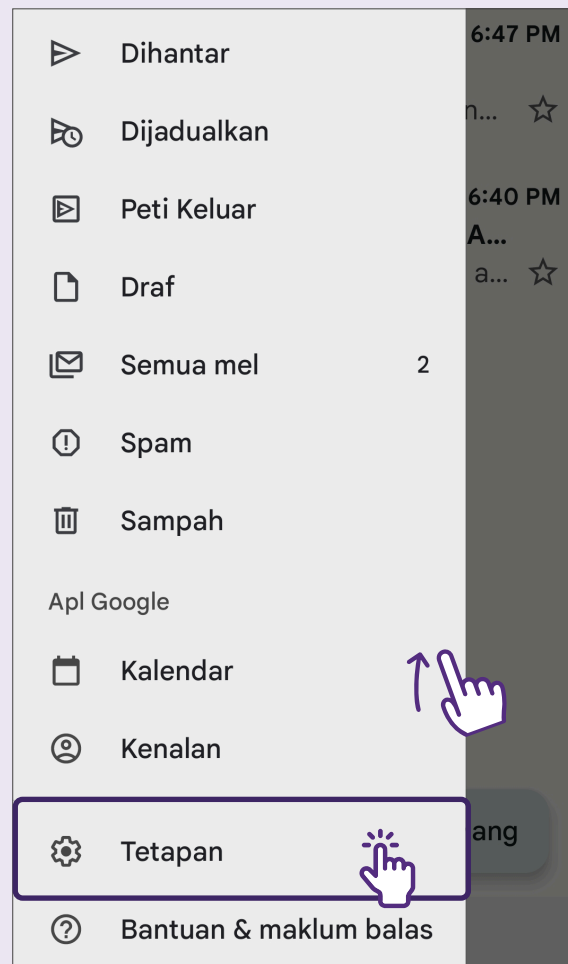 6:47 PM
Dihantar
n...
Dijadualkan
6:40 PM
Peti Keluar
A...
a...
Draf
Semua mel 2
Spam
Sampah
Apl Google
Kalendar
Kenalan
ang
Tetapan
Bantuan & maklum balas